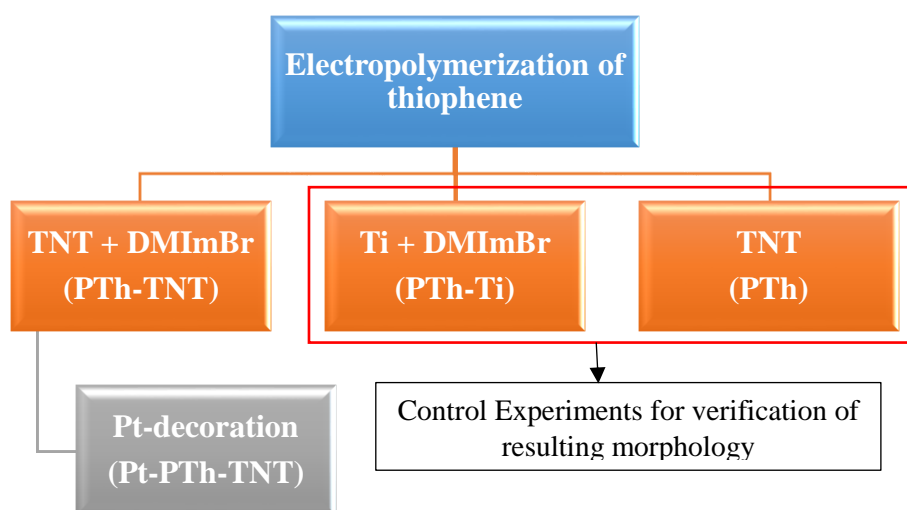 Electropolymerization of
thiophene
TNT + DMImBr
(PTh-TNT)
Ti + DMImBr
(PTh-Ti)
TNT
(PTh)
Pt-decoration
(Pt-PTh-TNT)
Control Experiments for verification of
resulting morphology